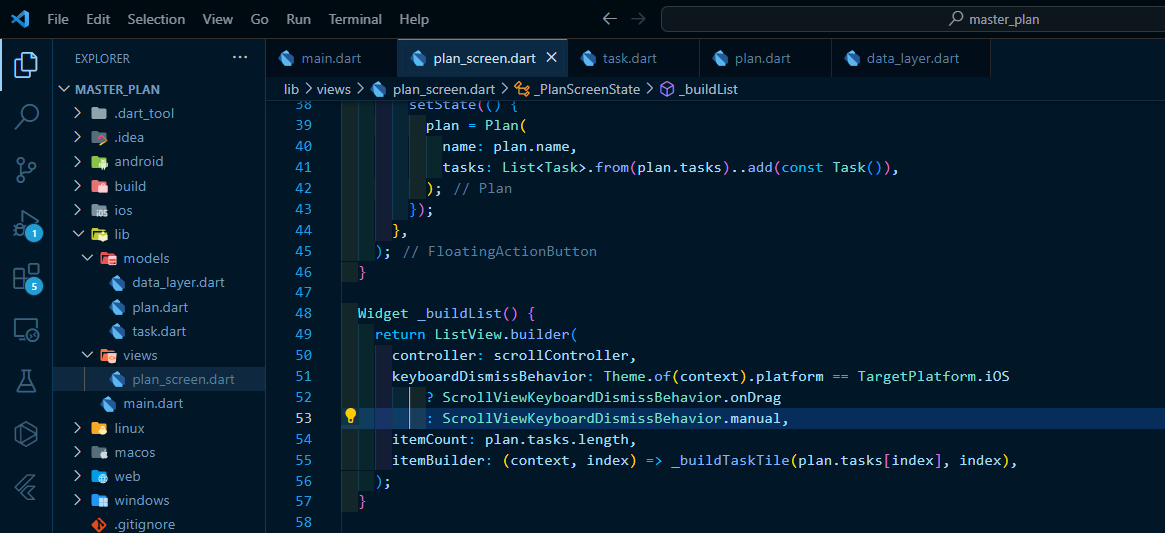 File Edit Selection View Go Run Terminal Help
master_plan
EXPLORER
main.dart
plan_screen.dart
task.dart
plan.dart
data_layer.dart
lib > views > plan_screen.dart > _PlanScreenState > _buildList
MASTER_PLAN
.dart_tool
.idea
android
build
ios
lib
models
data_layer.dart
plan.dart
task.dart
views
plan_screen.dart
main.dart
linux
macos
web
windows
.gitignore
1
5
38 setState(() {
39 plan = Plan(
40 name: plan.name,
41 tasks: List<Task>.from(plan.tasks)..add(const Task()),
42 ); // Plan
43 });
44 },
45 ); // FloatingActionButton
46 }
47
48 Widget _buildList() {
49 return ListView.builder(
50 controller: scrollController,
51 keyboardDismissBehavior: Theme.of(context).platform == TargetPlatform.iOS
52 ? ScrollViewKeyboardDismissBehavior.onDrag
53 : ScrollViewKeyboardDismissBehavior.manual,
54 itemCount: plan.tasks.length,
55 itemBuilder: (context, index) => _buildTaskTile(plan.tasks[index], index),
56 );
57 }
58